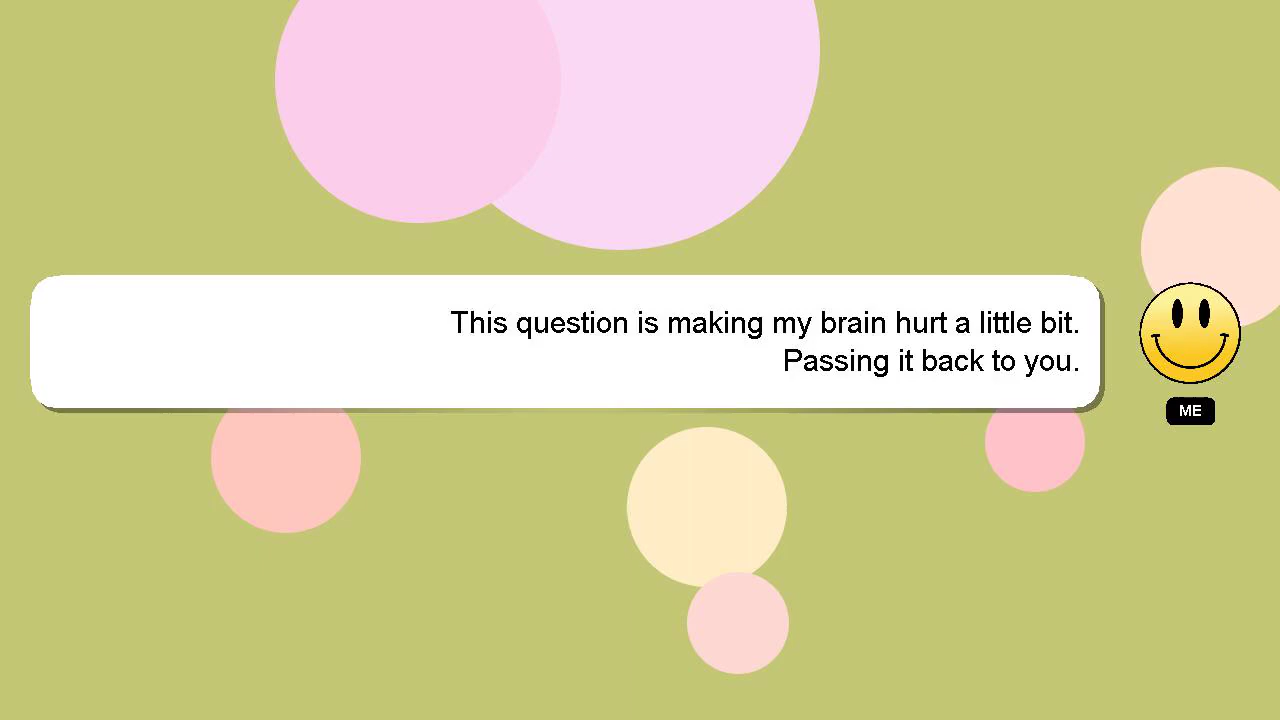 This question is making my brain hurt a little bit.
Passing it back to you.
ME